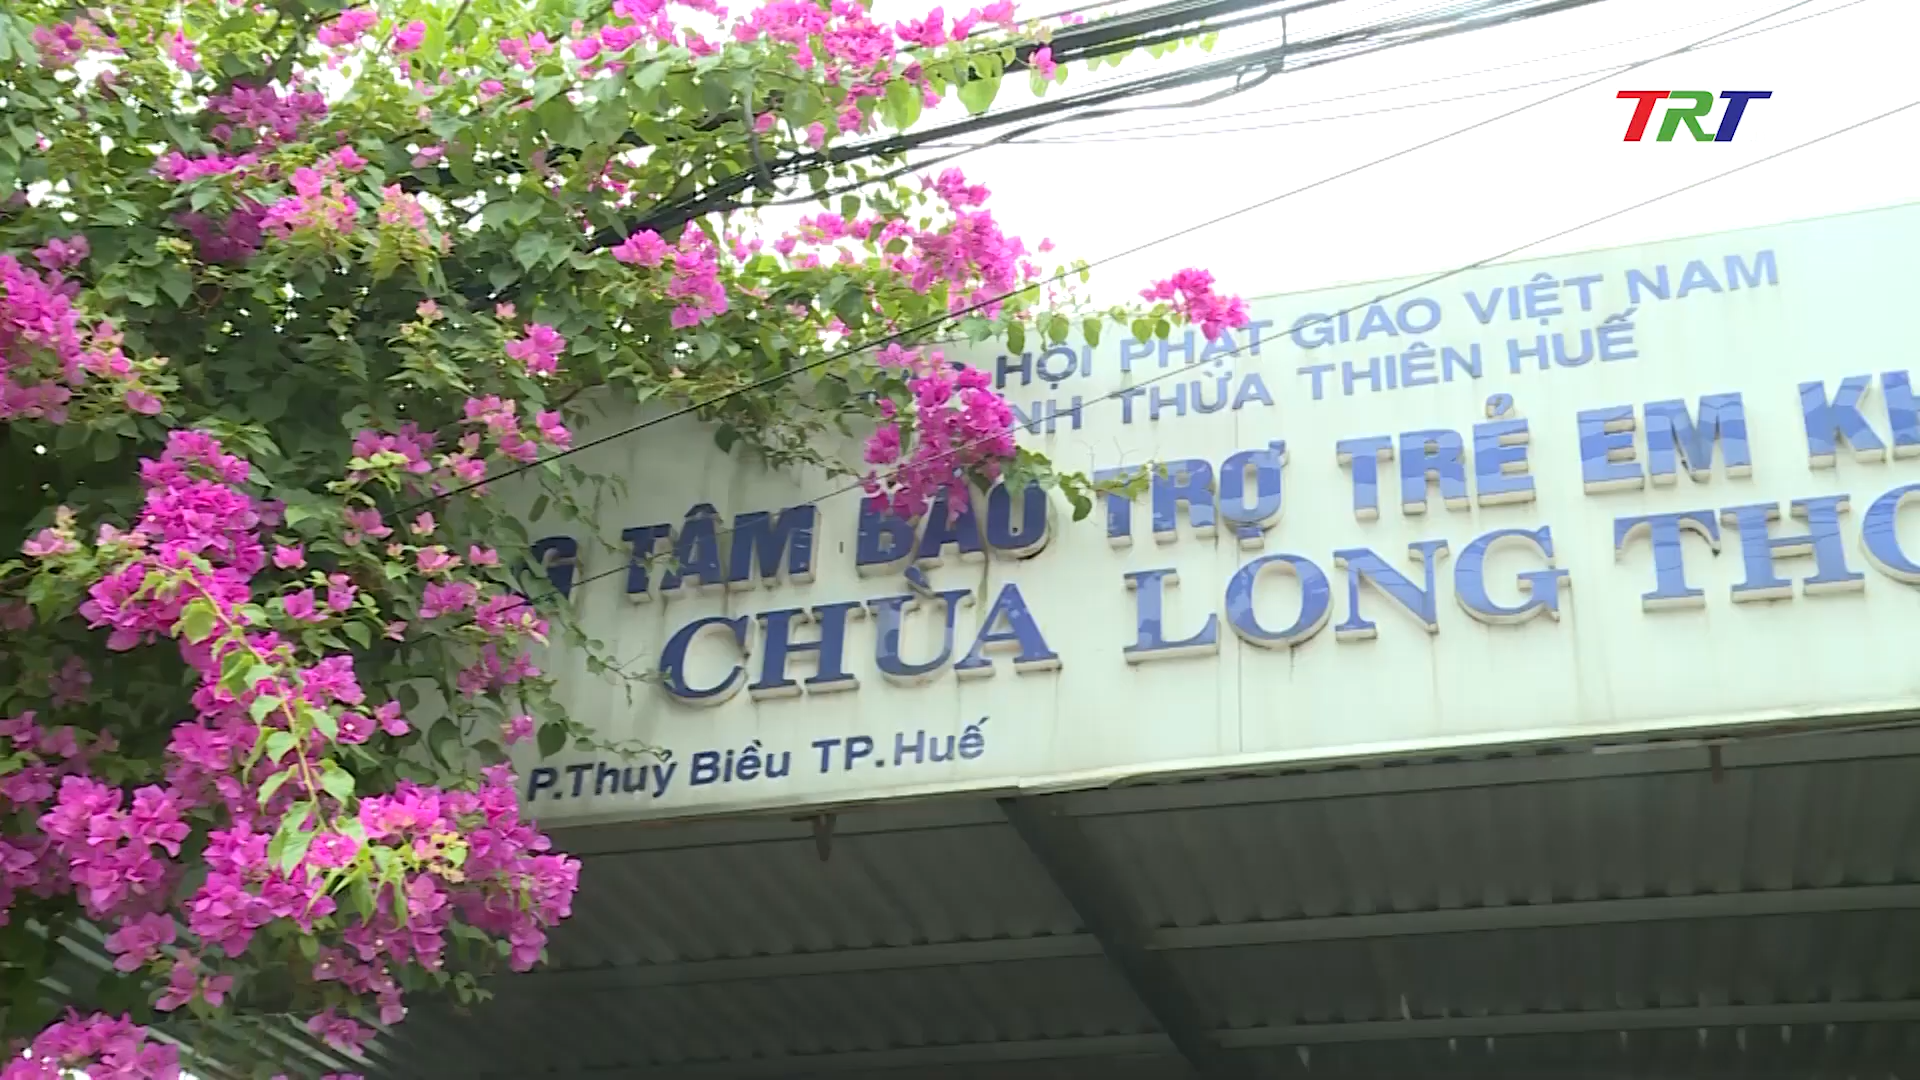 TRT
HỘI PHẬT GIÁO VIỆT NAM
THỪA THIÊN HUẾ
TÂM BẢO TRỢ TRẺ EM
CHÙA LONG
P.Thuỷ Biều TP.Huế